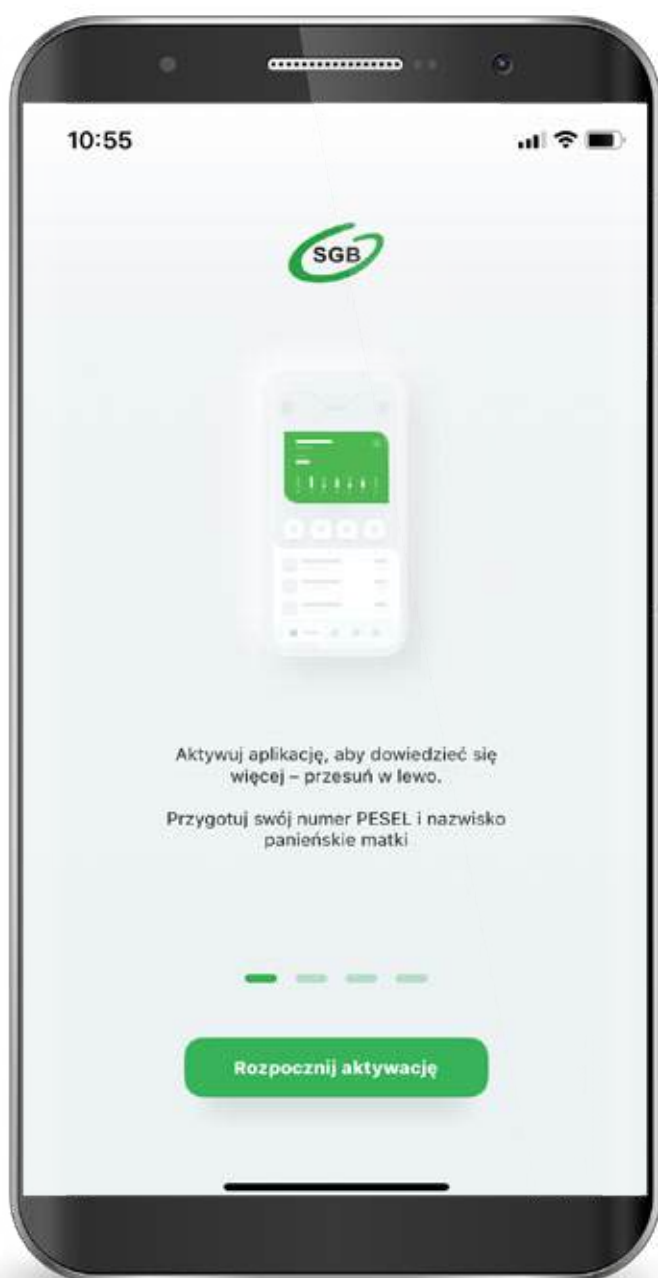 10:55
SGB
Aktywuj aplikację, aby dowiedzieć się
więcej – przesuń w lewo.
Przygotuj swój numer PESEL i nazwisko
panieńskie matki
Rozpocznij aktywację